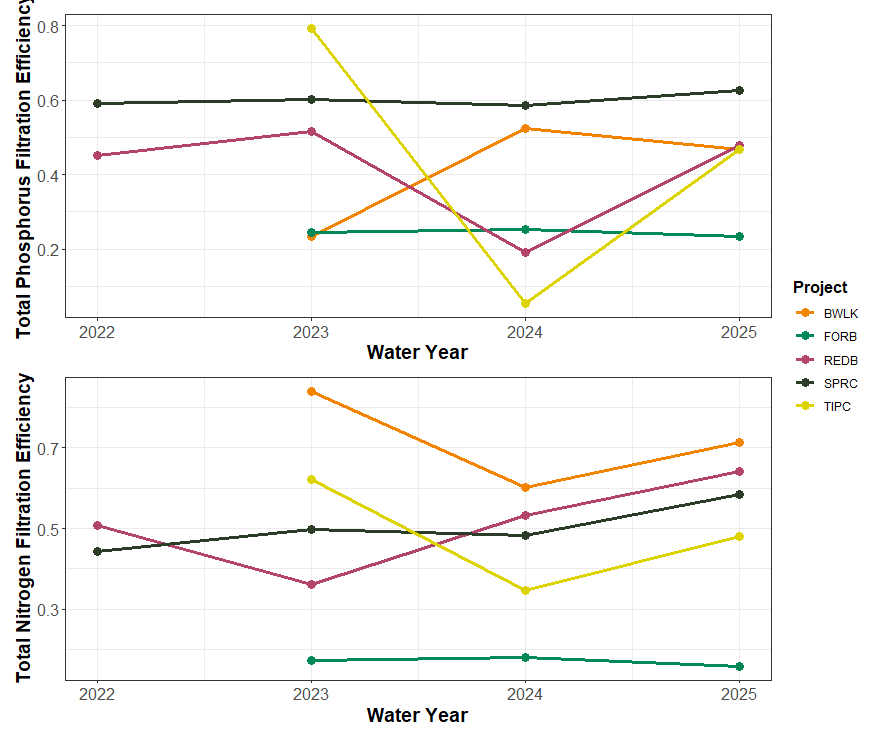 Total Phosphorus Filtration Efficiency
0.8
0.6
0.4
0.2
2022 2023 2024 2025
Water Year
Total Nitrogen Filtration Efficiency
0.7
0.5
0.3
2022 2023 2024 2025
Water Year
Project
BWLK
FORB
REDB
SPRC
TIPC